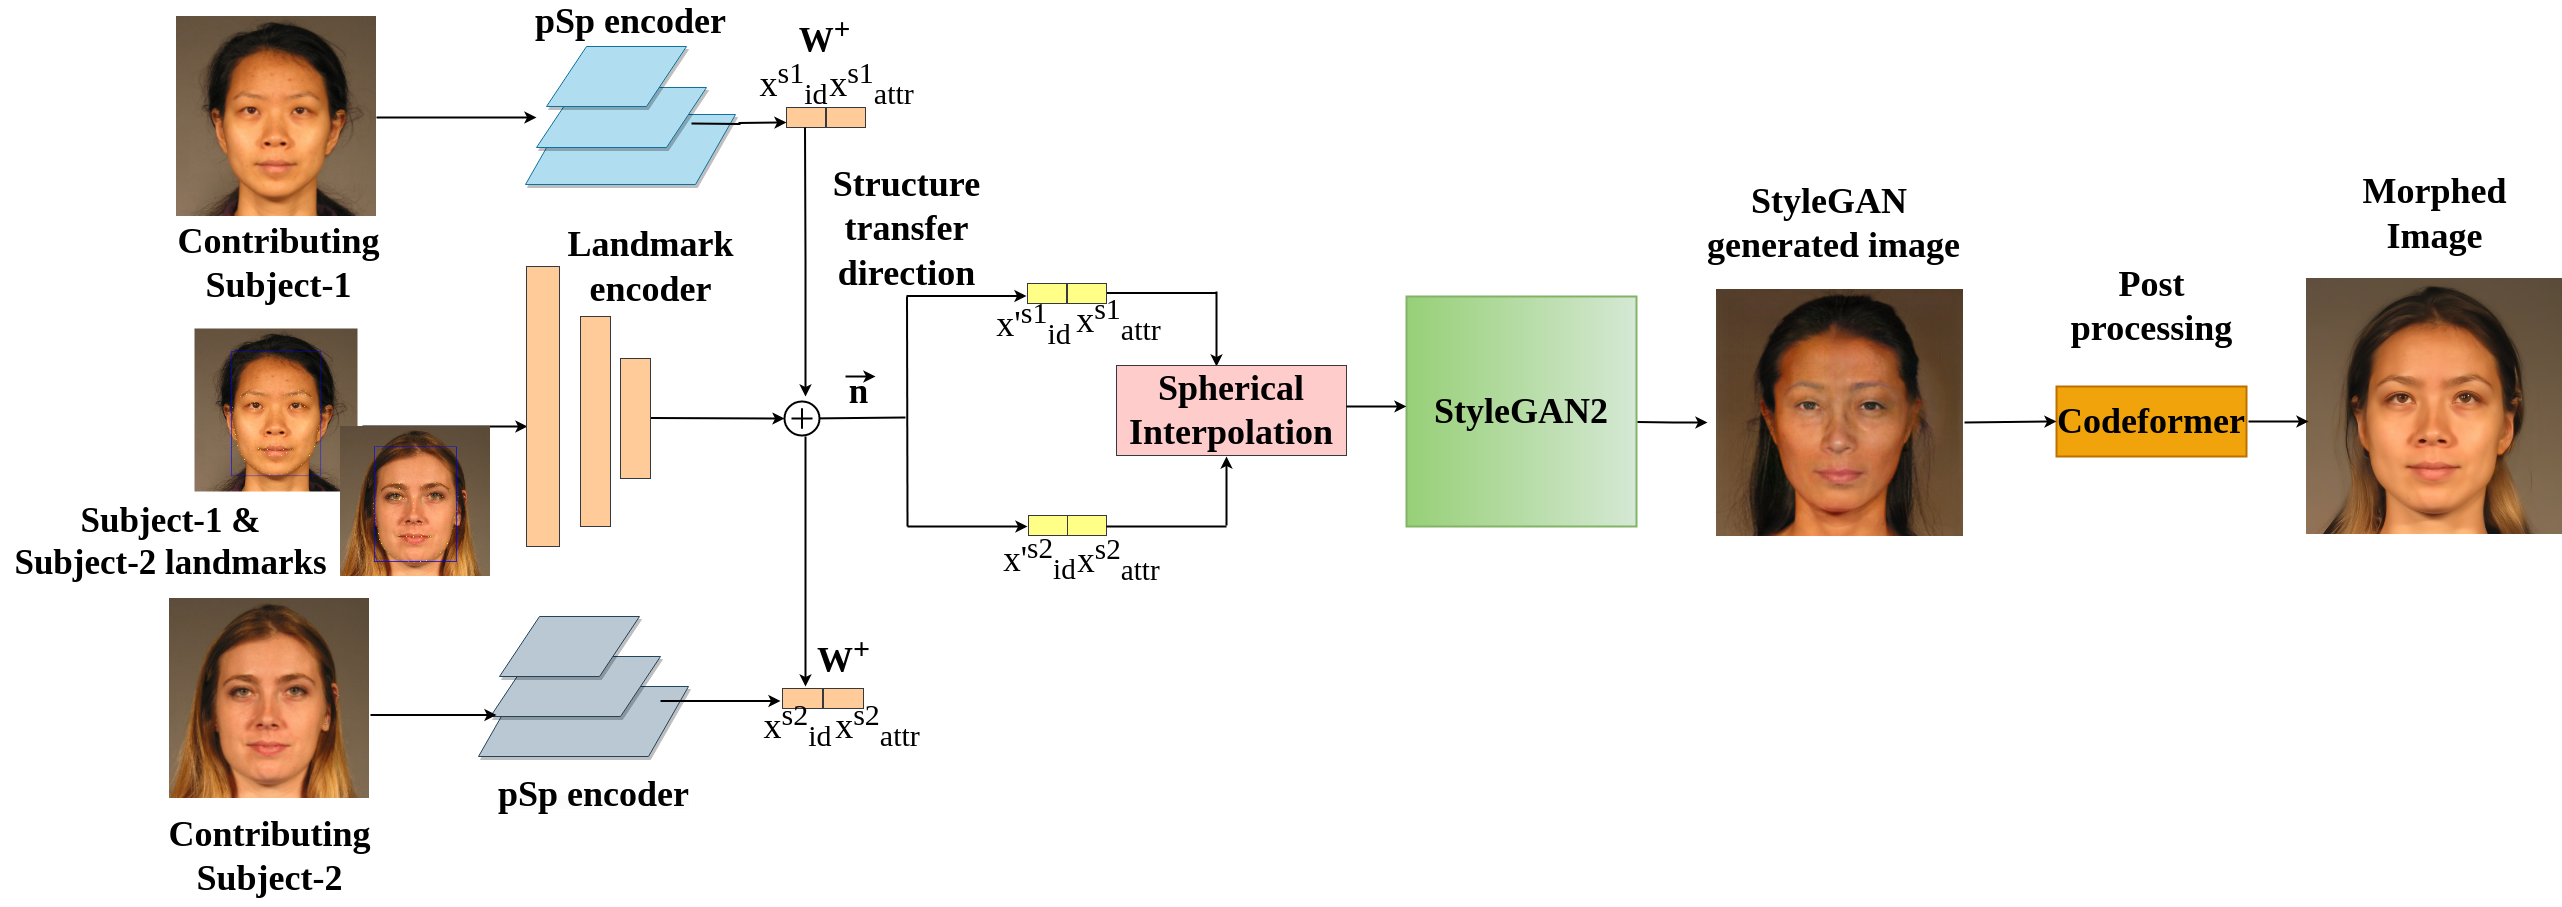 pSp encoder
W+
x^{s1}_{id} x^{s1}_{attr}
Contributing
Subject-1
Structure
transfer
direction
Landmark
encoder
x'^{s1}_{id} x^{s1}_{attr}
n
Spherical
Interpolation
StyleGAN2
StyleGAN
generated image
Post
processing
Codeformer
Morphed
Image
Subject-1 &
Subject-2 landmarks
x'^{s2}_{id} x^{s2}_{attr}
W+
x^{s2}_{id} x^{s2}_{attr}
pSp encoder
Contributing
Subject-2